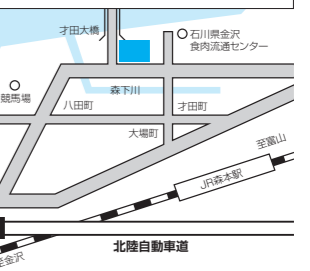 才田大橋
石川県金沢
食肉流通センター
競馬場
森下川
八田町
才田町
大場町
至富山
JR森本駅
北陸自動車道
至金沢